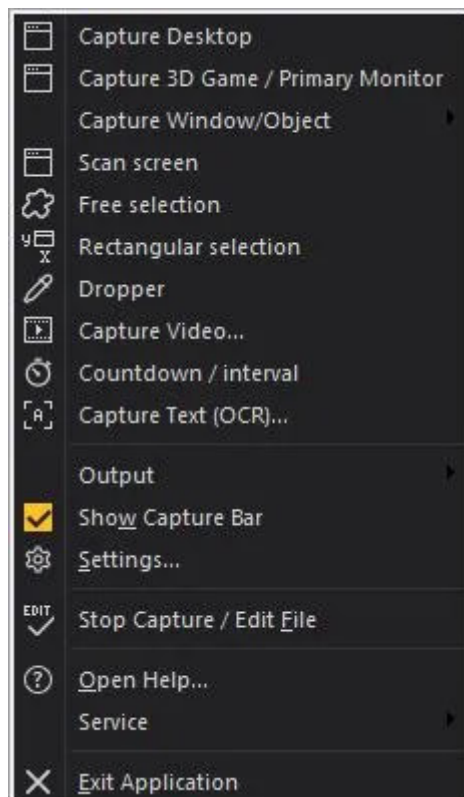 Capture Desktop
Capture 3D Game / Primary Monitor
Capture Window/Object
Scan screen
Free selection
y x Rectangular selection
Dropper
Capture Video...
Countdown / interval
[A] Capture Text (OCR)...
Output
Show Capture Bar
Settings...
EDIT Stop Capture / Edit File
? Open Help...
Service
Exit Application